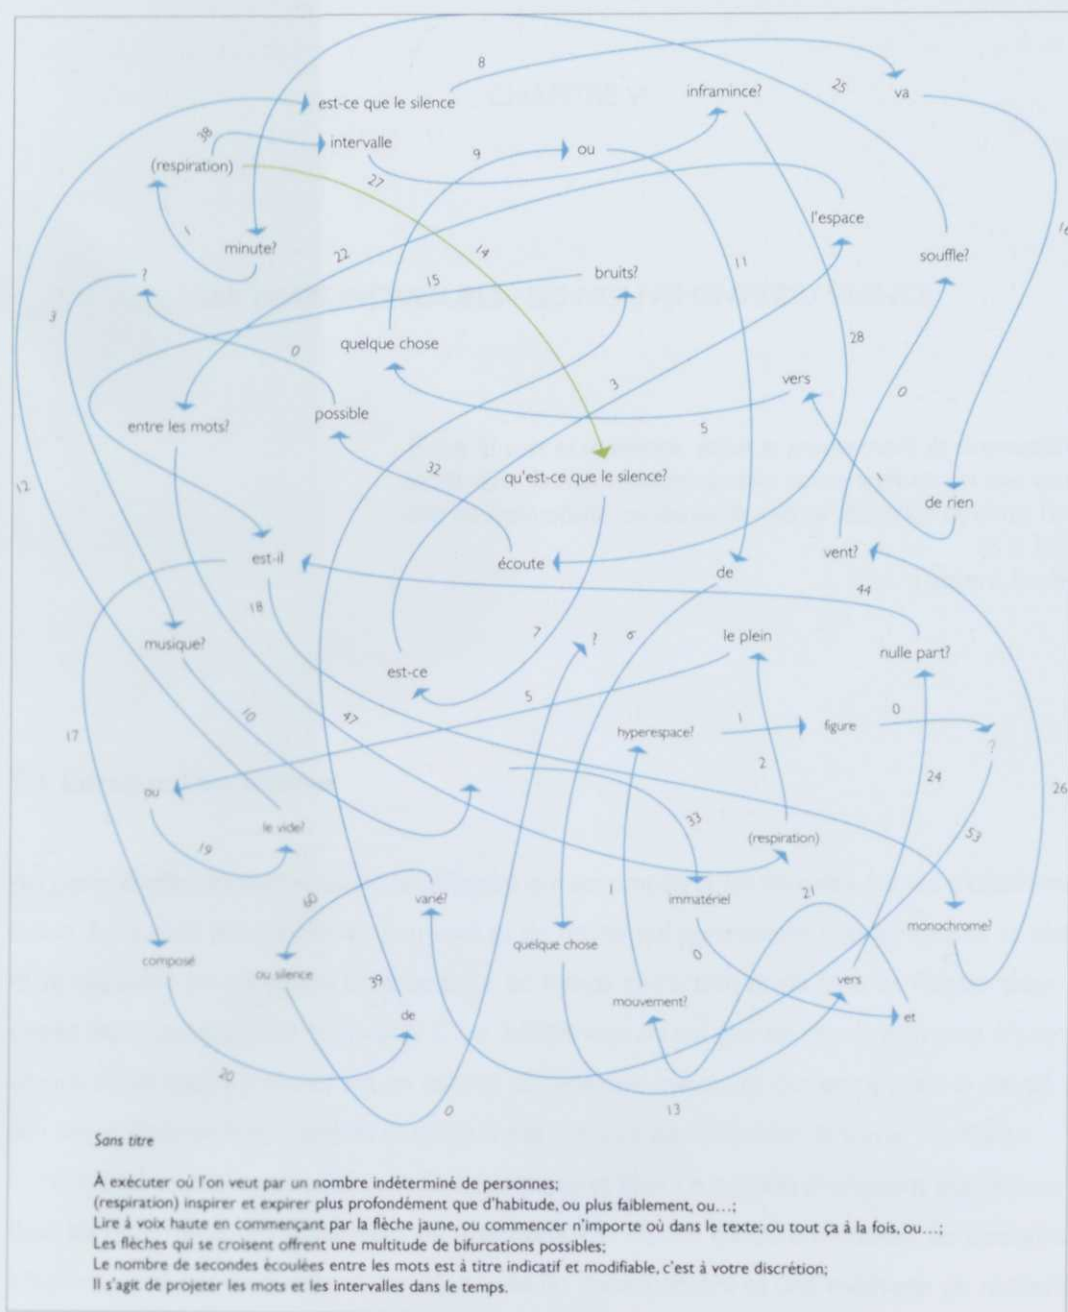 8
25
va
est-ce que le silence
inframince?
38
intervalle
9
ou
(respiration)
27
l'espace
1
minute?
22
14
11
souffle?
16
?
15
bruits?
3
quelque chose
0
28
3
vers
0
possible
entre les mots?
5
32
qu'est-ce que le silence?
1
12
de rien
est-il
écoute
de
vent?
44
18
musique?
7
?
6
le plein
nulle part?
est-ce
5
10
47
hyperespace?
1
figure
0
?
17
2
24
26
ou
33
53
19
le vide?
(respiration)
60
varié?
1
immatériel
21
monochrome?
quelque chose
0
composé
ou silence
39
vers
mouvement?
de
et
20
0
13
Sans titre
À exécuter où l'on veut par un nombre indéterminé de personnes;
(respiration) inspirer et expirer plus profondément que d'habitude, ou plus faiblement, ou...;
Lire à voix haute en commençant par la flèche jaune, ou commencer n'importe où dans le texte; ou tout ça à la fois, ou...;
Les flèches qui se croisent offrent une multitude de bifurcations possibles;
Le nombre de secondes écoulées entre les mots est à titre indicatif et modifiable, c'est à votre discrétion;
Il s'agit de projeter les mots et les intervalles dans le temps.